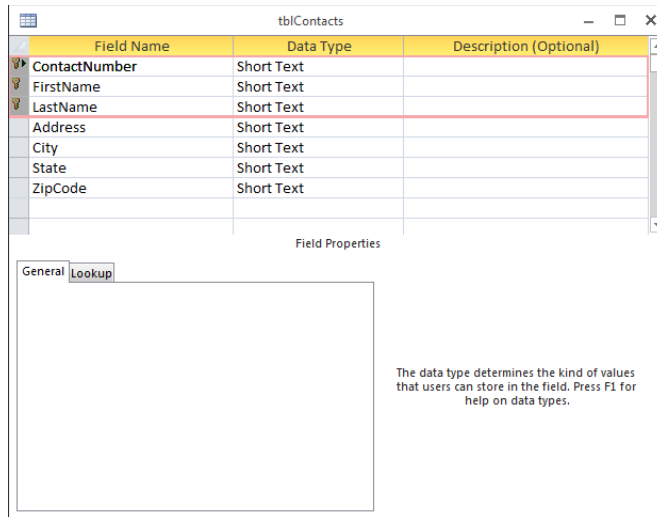 tblContacts
Field Name Data Type Description (Optional)
ContactNumber Short Text
FirstName Short Text
LastName Short Text
Address Short Text
City Short Text
State Short Text
ZipCode Short Text
Field Properties
General Lookup
The data type determines the kind of values
that users can store in the field. Press F1 for
help on data types.